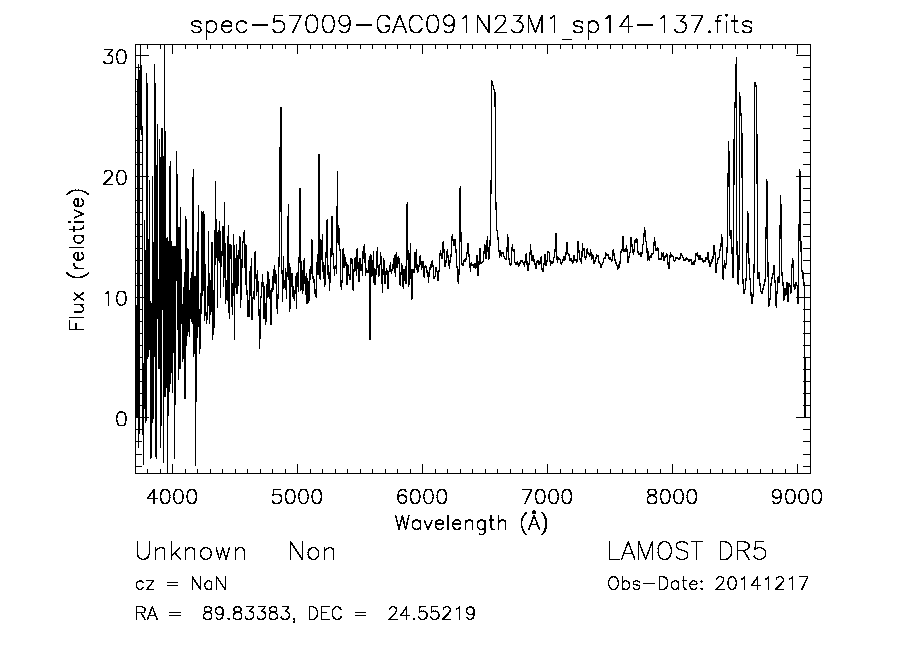 spec-57009-GAC091N23M1_sp14-137.fits
30
20
10
0
Flux (relative)
4000 5000 6000 7000 8000 9000
Wavelength (Å)
Unknown Non LAMOST DR5
cz = NaN Obs-Date: 20141217
RA = 89.83383, DEC = 24.55219